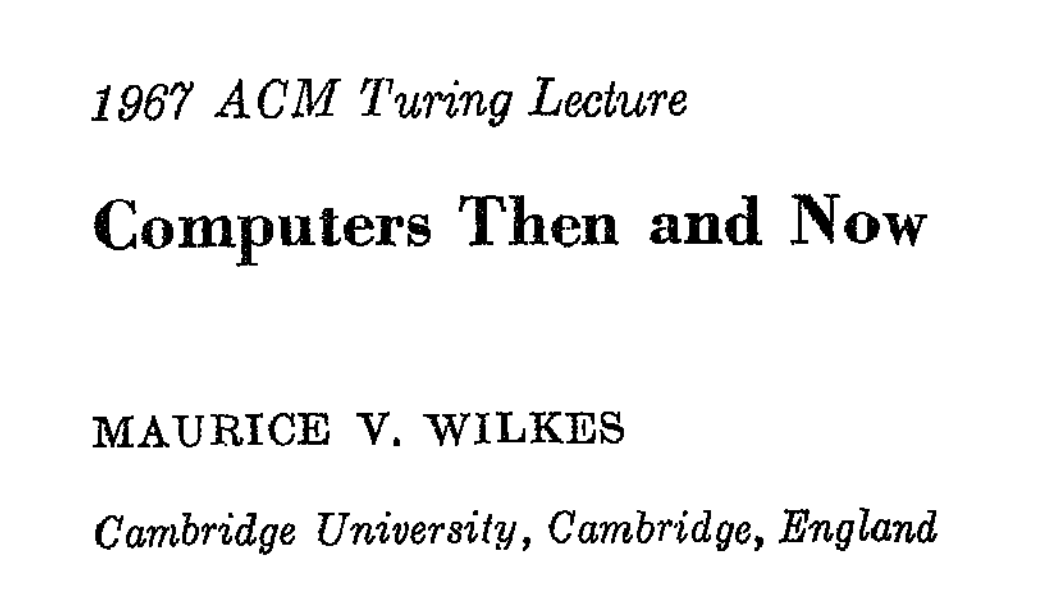 1967 ACM Turing Lecture
Computers Then and Now
MAURICE V. WILKES
Cambridge University, Cambridge, England